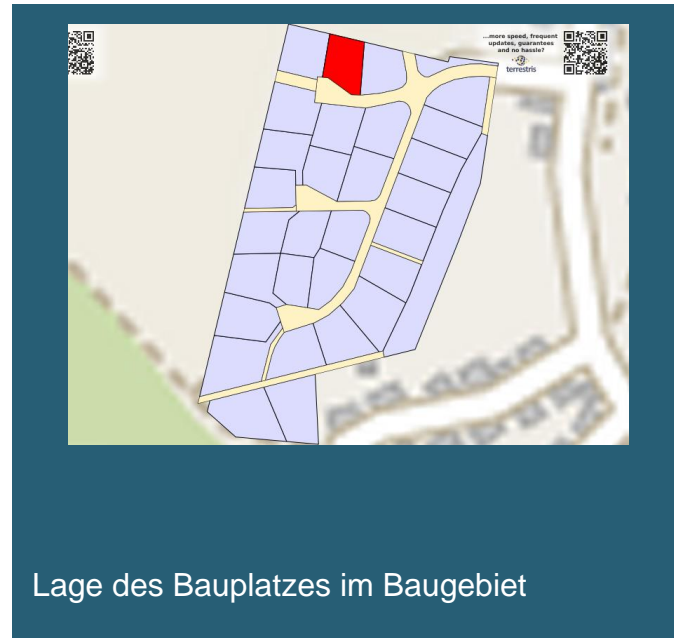 ...more speed, frequent
updates, guarantees
and no hassle?
terrestris
Lage des Bauplatzes im Baugebiet